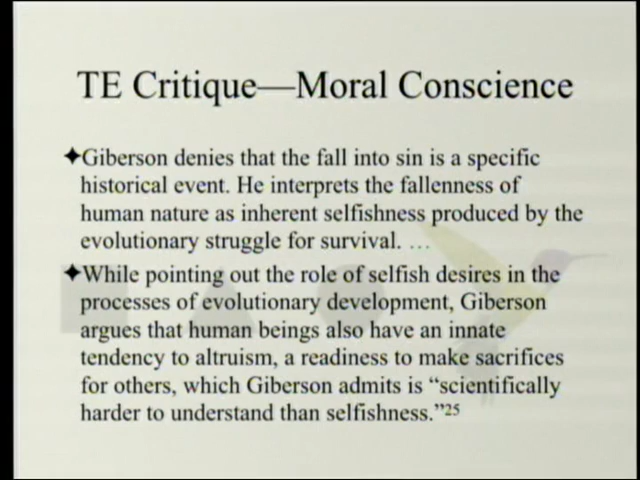 TE Critique—Moral Conscience
✦Giberson denies that the fall into sin is a specific
historical event. He interprets the fallenness of
human nature as inherent selfishness produced by the
evolutionary struggle for survival. …
✦While pointing out the role of selfish desires in the
processes of evolutionary development, Giberson
argues that human beings also have an innate
tendency to altruism, a readiness to make sacrifices
for others, which Giberson admits is “scientifically
harder to understand than selfishness.”25